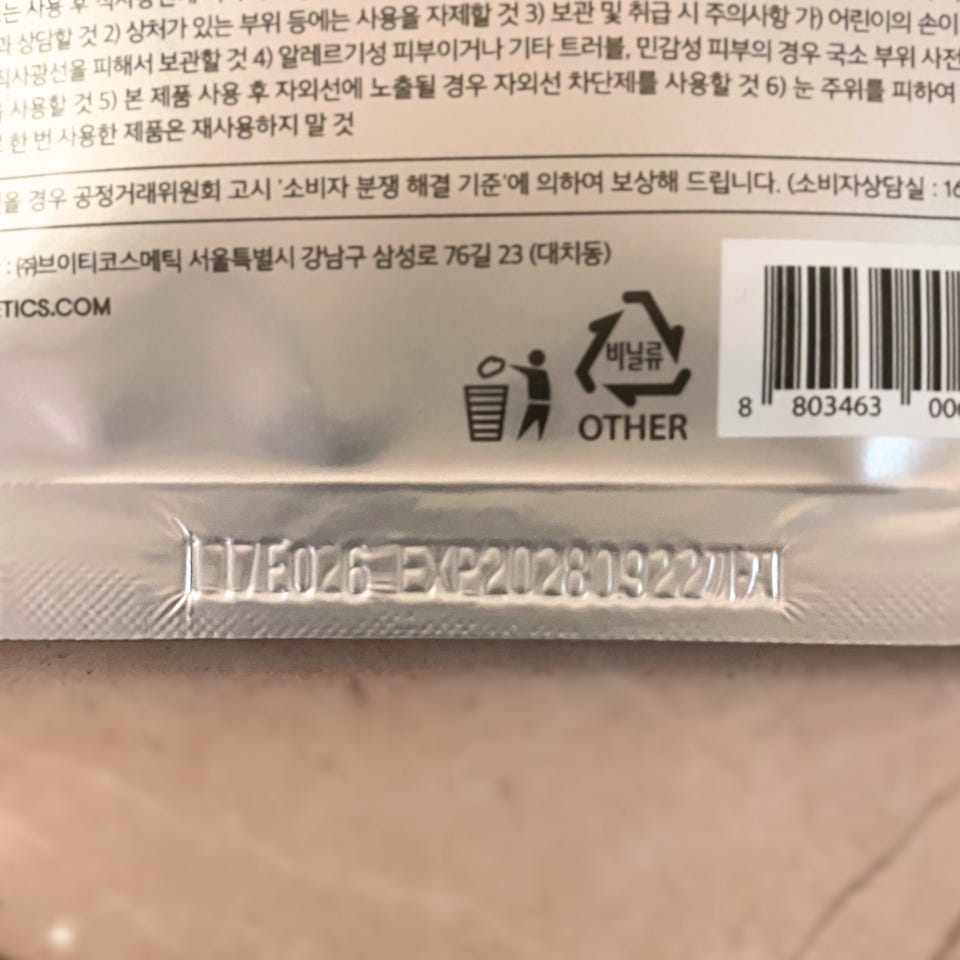 는 사용 후
과 상담할 것 2) 상처가 있는 부위 등에는 사용을 자제할 것 3) 보관 및 취급 시 주의사항 가) 어린이의 손이
직사광선을 피해서 보관할 것 4) 알레르기성 피부이거나 기타 트러블, 민감성 피부의 경우 국소 부위 사전
사용할 것 5) 본 제품 사용 후 자외선에 노출될 경우 자외선 차단제를 사용할 것 6) 눈 주위를 피하여
한 번 사용한 제품은 재사용하지 말 것
을 경우 공정거래위원회 고시 '소비자 분쟁 해결 기준'에 의하여 보상해 드립니다. (소비자상담실 : 16
: ㈜브이티코스메틱 서울특별시 강남구 삼성로 76길 23 (대치동)
ETICS.COM
비닐류
OTHER
8 803463 006
17E026 EXP20280922까지